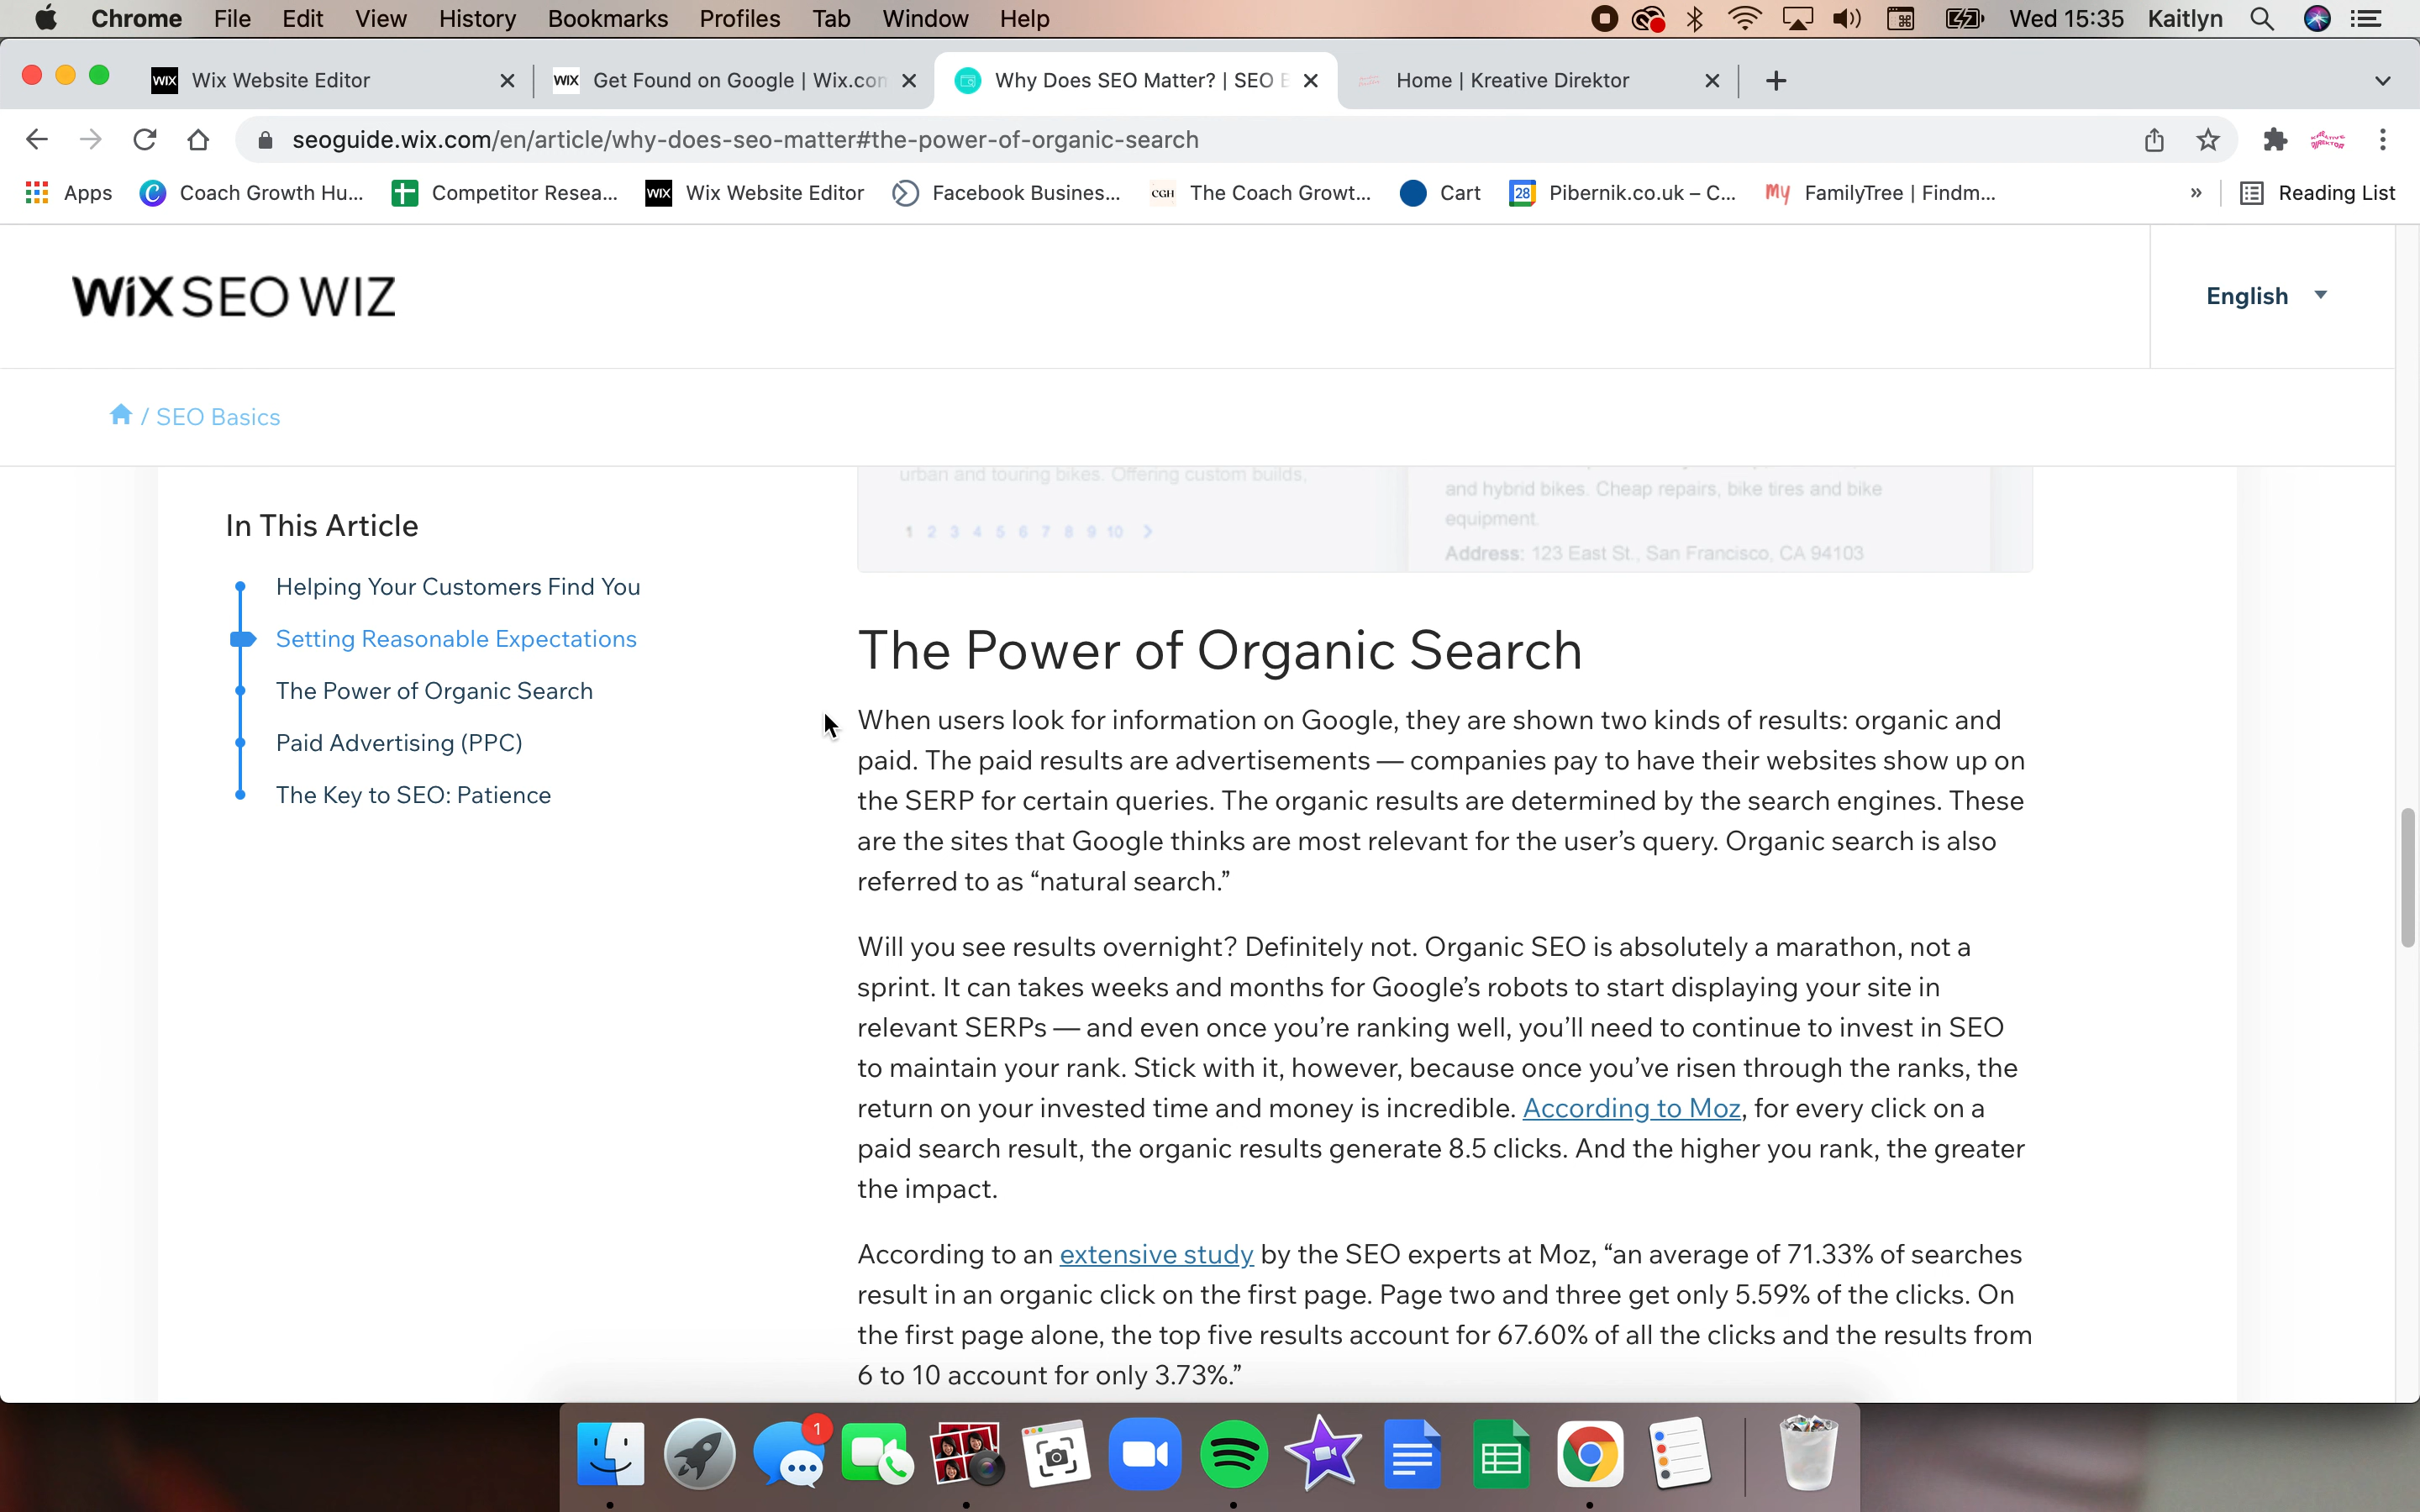 Chrome File Edit View History Bookmarks Profiles Tab Window Help Wed 15:35 Kaitlyn
WIX Wix Website Editor WIX Get Found on Google | Wix.con Why Does SEO Matter? | SEO Home | Kreative Direktor
seoguide.wix.com/en/article/why-does-seo-matter#the-power-of-organic-search
Apps Coach Growth Hu... Competitor Resea... WIX Wix Website Editor Facebook Busines... CGH The Coach Growt... Cart 28 Pibernik.co.uk – C... My FamilyTree | Findm... » Reading List
WIX SEO WIZ
English
/ SEO Basics
urban and touring bikes. Offering custom builds,
1 2 3 4 5 6 7 8 9 10 >
and hybrid bikes. Cheap repairs, bike tires and bike
equipment.
Address: 123 East St., San Francisco, CA 94103
In This Article
Helping Your Customers Find You
Setting Reasonable Expectations
The Power of Organic Search
Paid Advertising (PPC)
The Key to SEO: Patience
The Power of Organic Search
When users look for information on Google, they are shown two kinds of results: organic and
paid. The paid results are advertisements — companies pay to have their websites show up on
the SERP for certain queries. The organic results are determined by the search engines. These
are the sites that Google thinks are most relevant for the user’s query. Organic search is also
referred to as “natural search.”
Will you see results overnight? Definitely not. Organic SEO is absolutely a marathon, not a
sprint. It can takes weeks and months for Google’s robots to start displaying your site in
relevant SERPs — and even once you’re ranking well, you’ll need to continue to invest in SEO
to maintain your rank. Stick with it, however, because once you’ve risen through the ranks, the
return on your invested time and money is incredible. According to Moz, for every click on a
paid search result, the organic results generate 8.5 clicks. And the higher you rank, the greater
the impact.
According to an extensive study by the SEO experts at Moz, “an average of 71.33% of searches
result in an organic click on the first page. Page two and three get only 5.59% of the clicks. On
the first page alone, the top five results account for 67.60% of all the clicks and the results from
6 to 10 account for only 3.73%.”
1